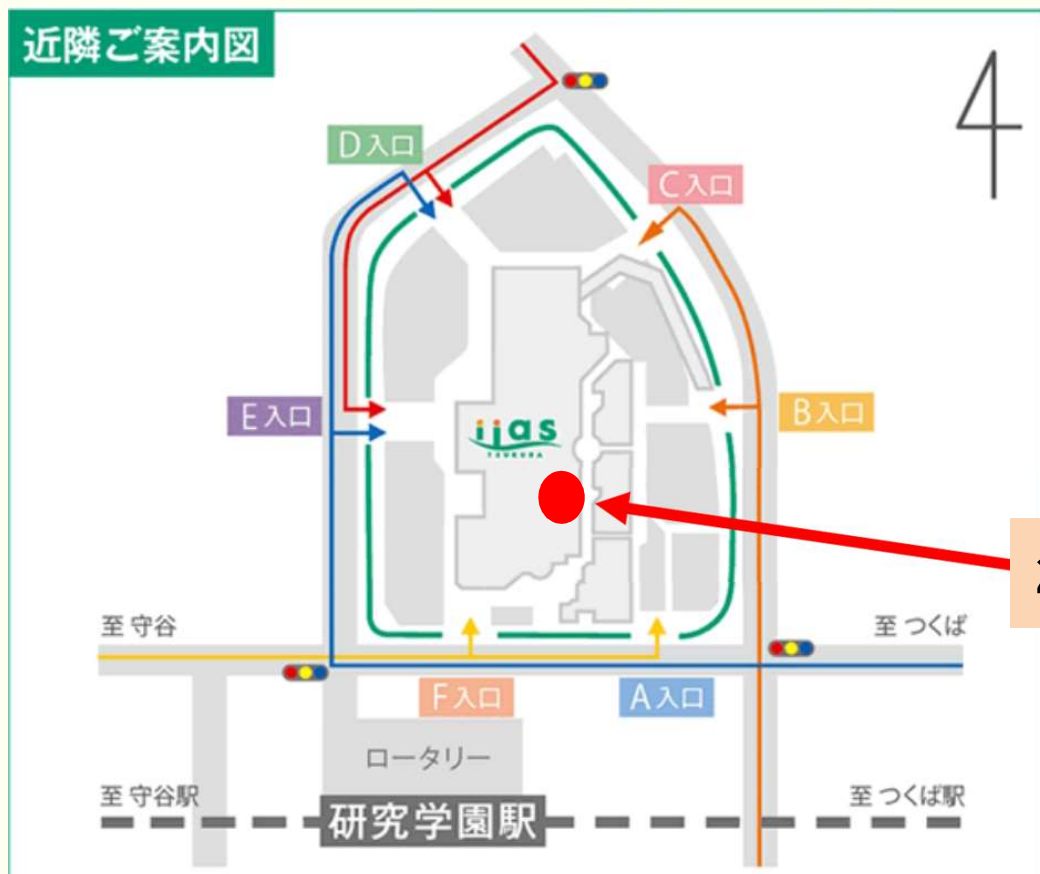 近隣ご案内図
D入口
C入口
E入口
iias
TSUKUBA
B入口
至 守谷
至 つくば
F入口
A入口
ロータリー
至 守谷駅
至 つくば駅
研究学園駅